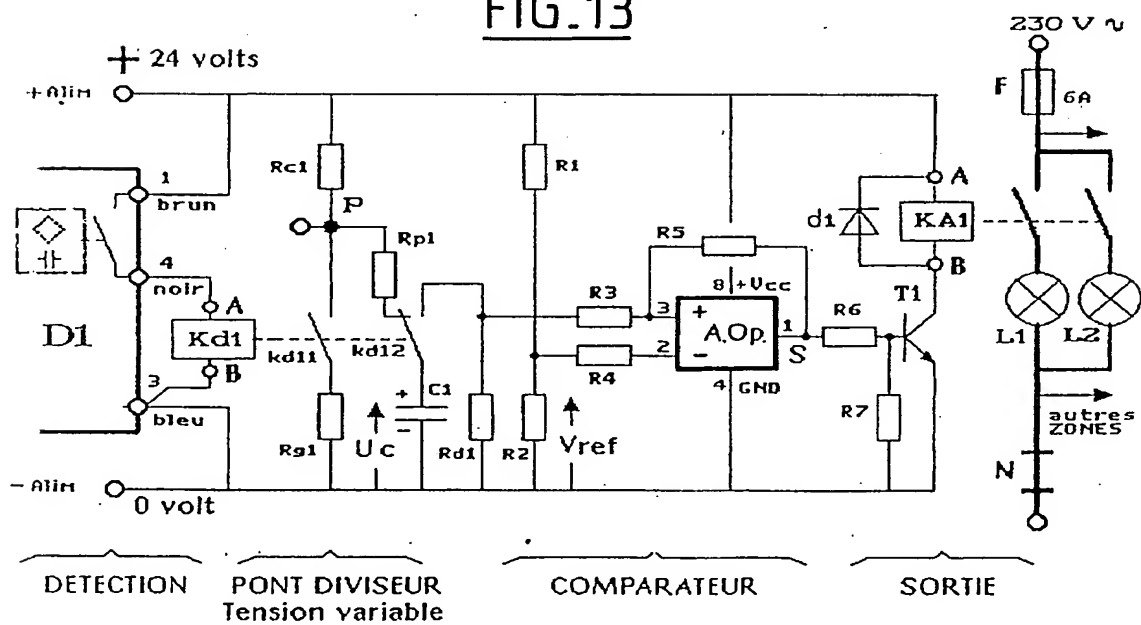 FIG_13
230 V ~
+ 24 volts
+Alim
F
6A
Rc1
R1
1
brun
P
A
d1
KA1
Rp1
R5
B
4
noir
8
+Vcc
T1
A
R3
3
+
D1
Kd1
A.Op.
1
R6
L1
L2
kd11
kd12
2
-
S
B
R4
4
GND
3
C1
+
bleu
R7
autres
ZONES
Rg1
Uc
-
Rd1
R2
Vref
N
-Alim
0 volt
DETECTION
PONT DIVISEUR
Tension variable
COMPARATEUR
SORTIE